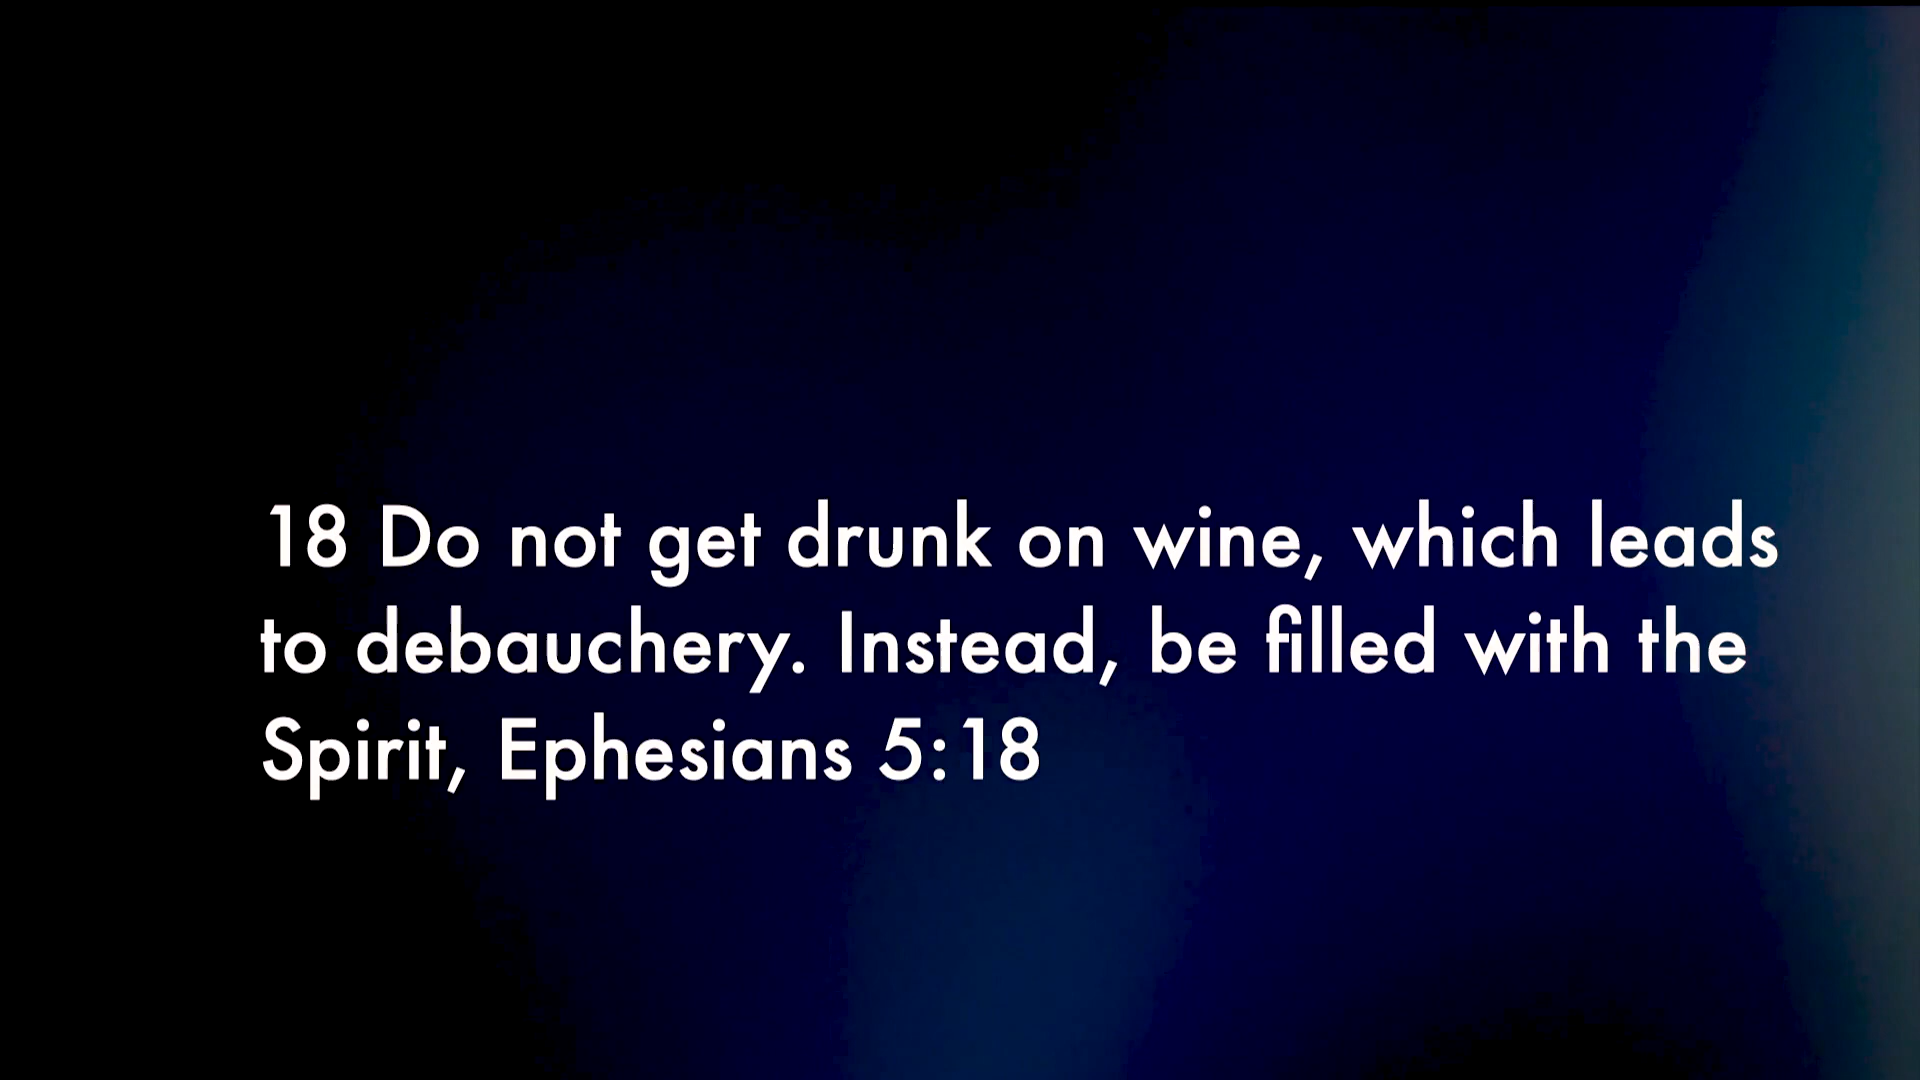 18 Do not get drunk on wine, which leads
to debauchery. Instead, be filled with the
Spirit, Ephesians 5:18